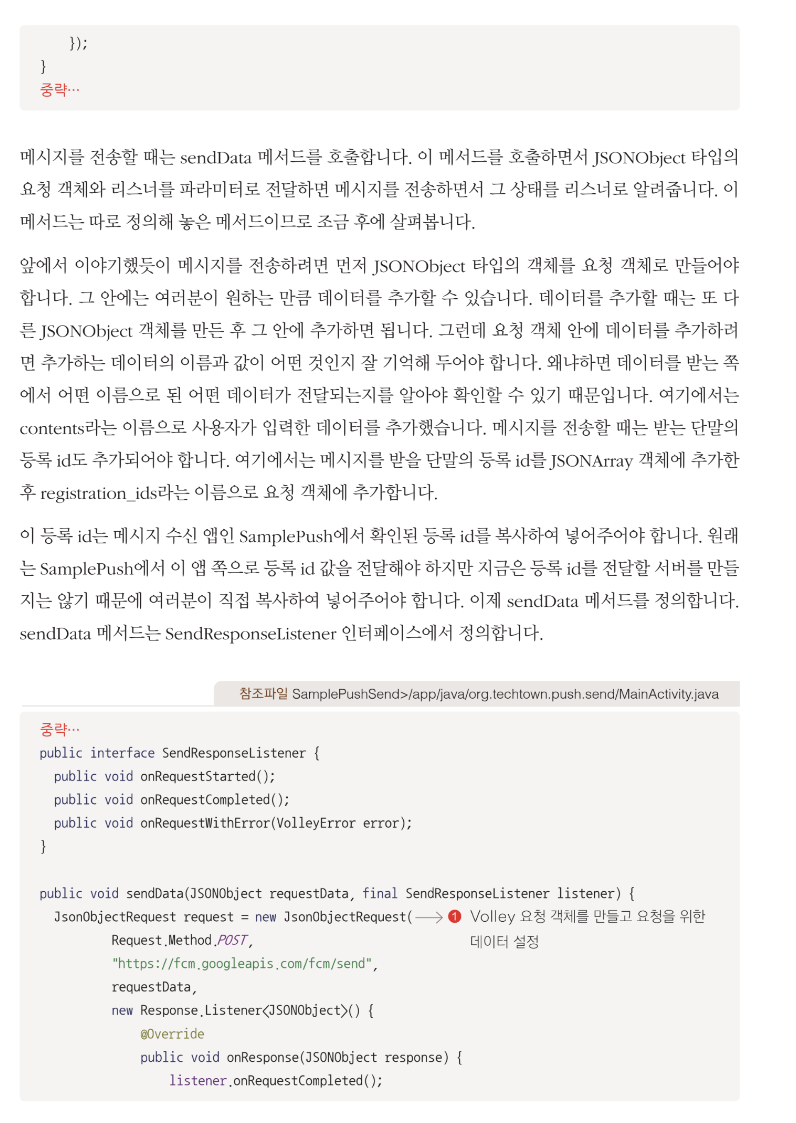 });
}
중략…
메시지를 전송할 때는 sendData 메서드를 호출합니다. 이 메서드를 호출하면서 JSONObject 타입의
요청 객체와 리스너를 파라미터로 전달하면 메시지를 전송하면서 그 상태를 리스너로 알려줍니다. 이
메서드는 따로 정의해 놓은 메서드이므로 조금 후에 살펴봅니다.
앞에서 이야기했듯이 메시지를 전송하려면 먼저 JSONObject 타입의 객체를 요청 객체로 만들어야
합니다. 그 안에는 여러분이 원하는 만큼 데이터를 추가할 수 있습니다. 데이터를 추가할 때는 또 다
른 JSONObject 객체를 만든 후 그 안에 추가하면 됩니다. 그런데 요청 객체 안에 데이터를 추가하려
면 추가하는 데이터의 이름과 값이 어떤 것인지 잘 기억해 두어야 합니다. 왜냐하면 데이터를 받는 쪽
에서 어떤 이름으로 된 어떤 데이터가 전달되는지를 알아야 확인할 수 있기 때문입니다. 여기에서는
contents라는 이름으로 사용자가 입력한 데이터를 추가했습니다. 메시지를 전송할 때는 받는 단말의
등록 id도 추가되어야 합니다. 여기에서는 메시지를 받을 단말의 등록 id를 JSONArray 객체에 추가한
후 registration_ids라는 이름으로 요청 객체에 추가합니다.
이 등록 id는 메시지 수신 앱인 SamplePush에서 확인된 등록 id를 복사하여 넣어주어야 합니다. 원래
는 SamplePush에서 이 앱 쪽으로 등록 id 값을 전달해야 하지만 지금은 등록 id를 전달할 서버를 만들
지는 않기 때문에 여러분이 직접 복사하여 넣어주어야 합니다. 이제 sendData 메서드를 정의합니다.
sendData 메서드는 SendResponseListener 인터페이스에서 정의합니다.
참조파일 SamplePushSend>/app/java/org.techtown.push.send/MainActivity.java
중략…
public interface SendResponseListener {
public void onRequestStarted();
public void onRequestCompleted();
public void onRequestWithError(VolleyError error);
}
public void sendData(JSONObject requestData, final SendResponseListener listener) {
JsonObjectRequest request = new JsonObjectRequest( → ❶ Volley 요청 객체를 만들고 요청을 위한
Request.Method.POST, 데이터 설정
"https://fcm.googleapis.com/fcm/send",
requestData,
new Response.Listener<JSONObject>() {
@Override
public void onResponse(JSONObject response) {
listener.onRequestCompleted();